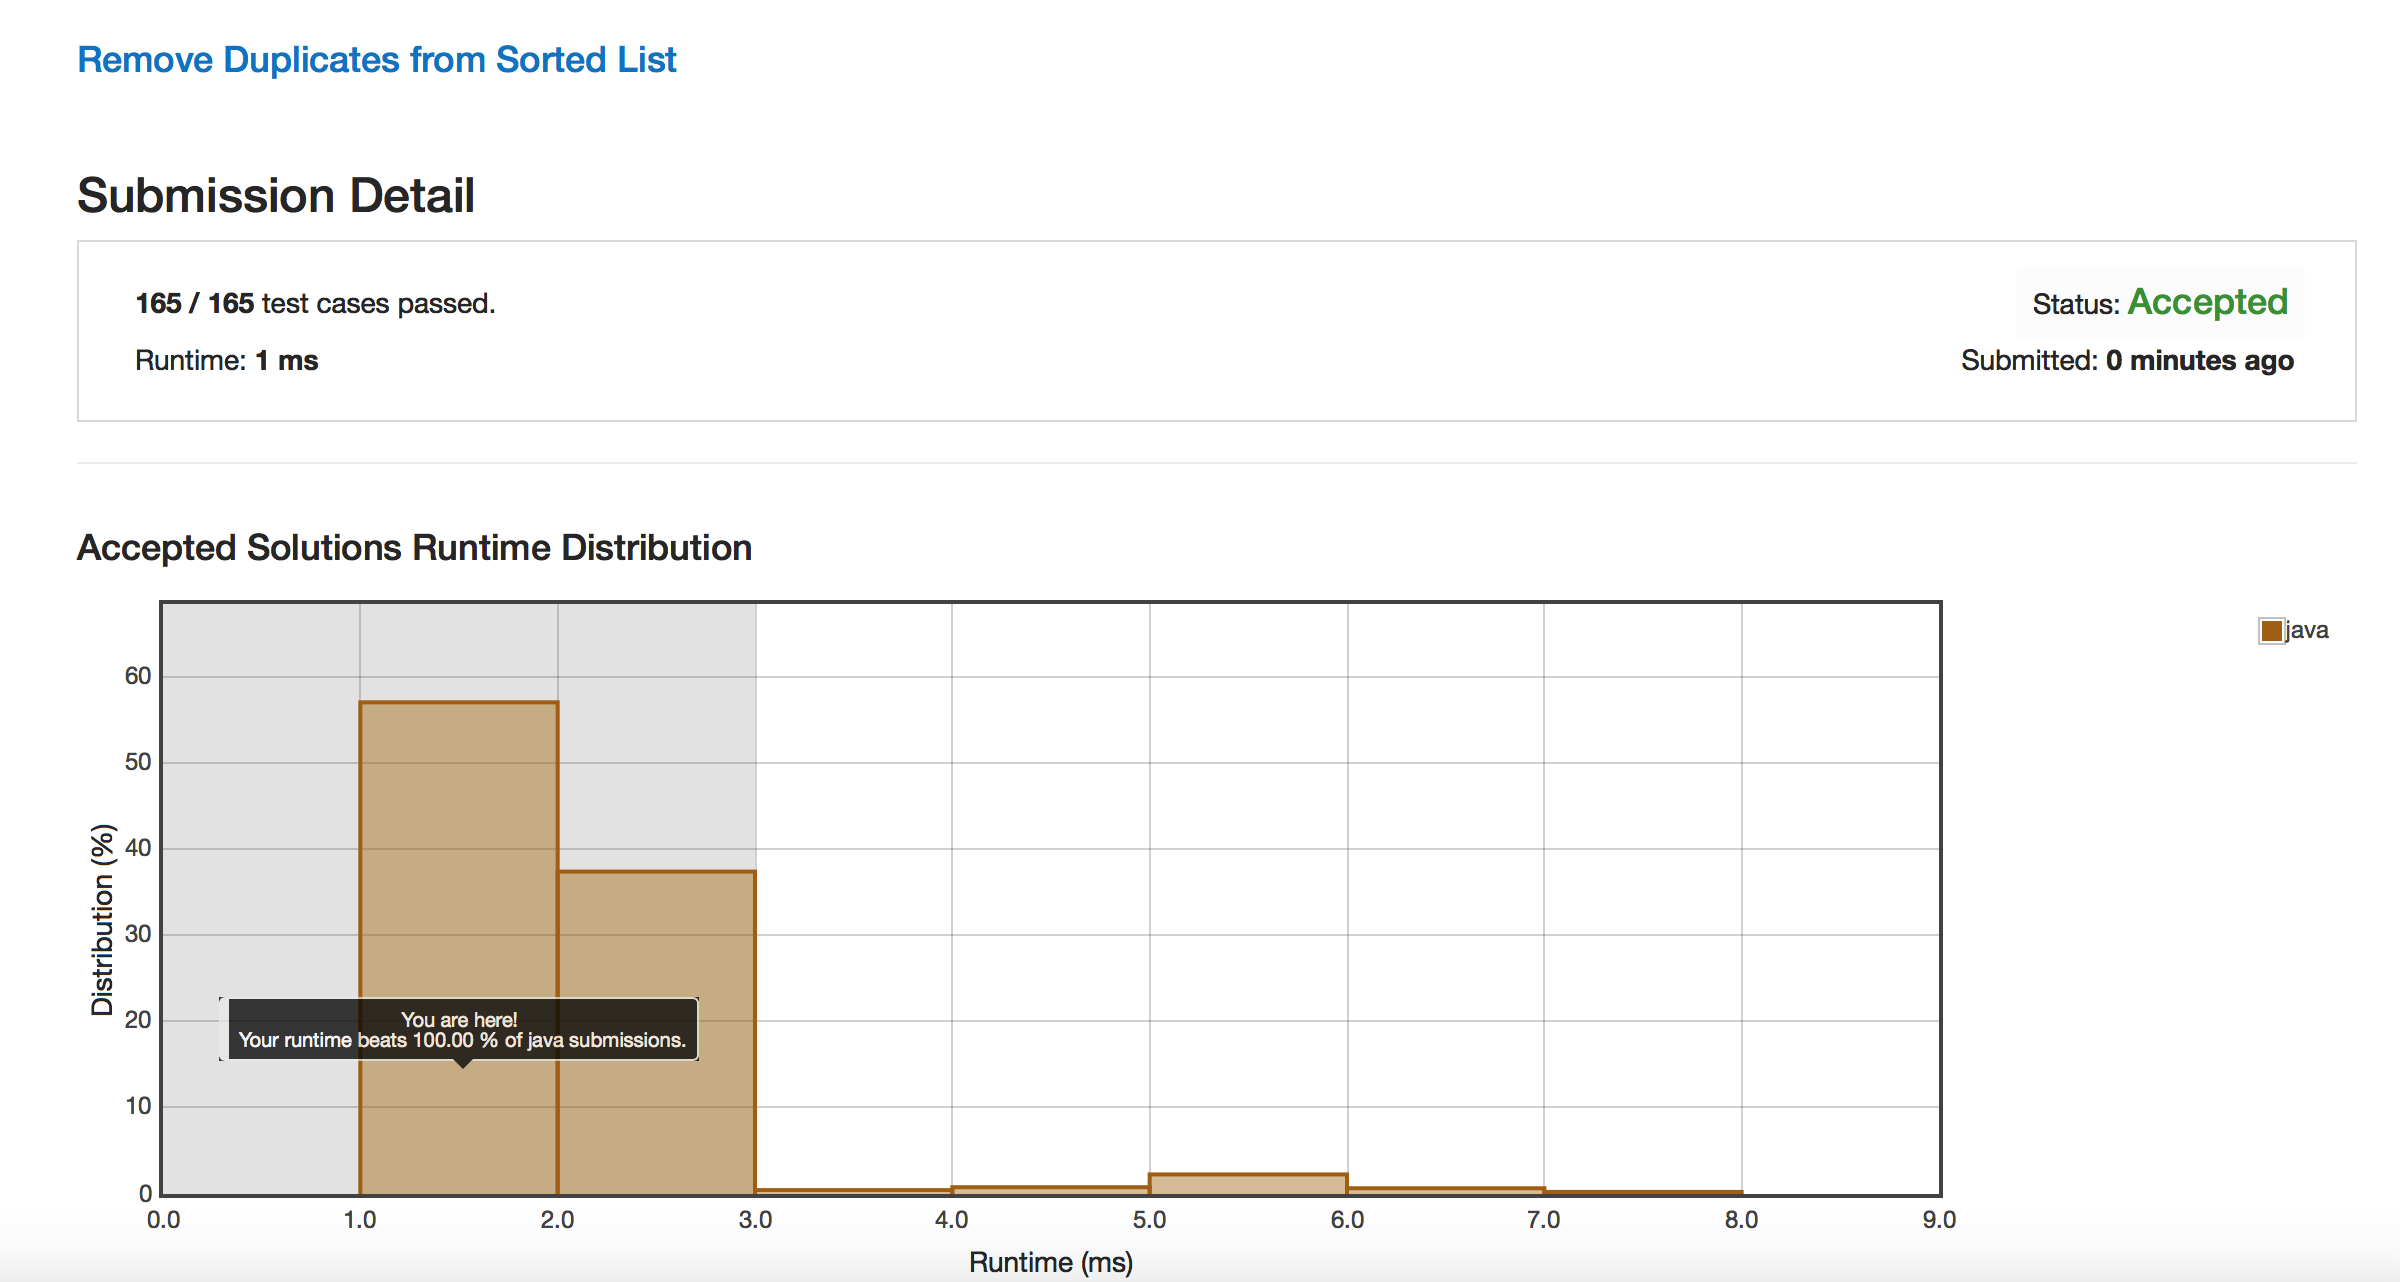 Remove Duplicates from Sorted List
Submission Detail
165 / 165 test cases passed.
Status: Accepted
Runtime: 1 ms
Submitted: 0 minutes ago
Accepted Solutions Runtime Distribution
java
60
50
40
30
20
10
0
Distribution (%)
You are here!
Your runtime beats 100.00 % of java submissions.
0.0 1.0 2.0 3.0 4.0 5.0 6.0 7.0 8.0 9.0
Runtime (ms)